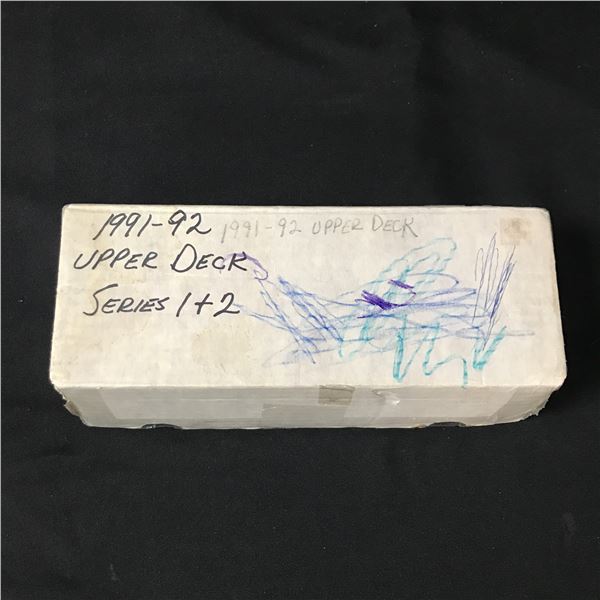 1991-92
UPPER DECK
SERIES 1+2
1991-92 UPPER DECK